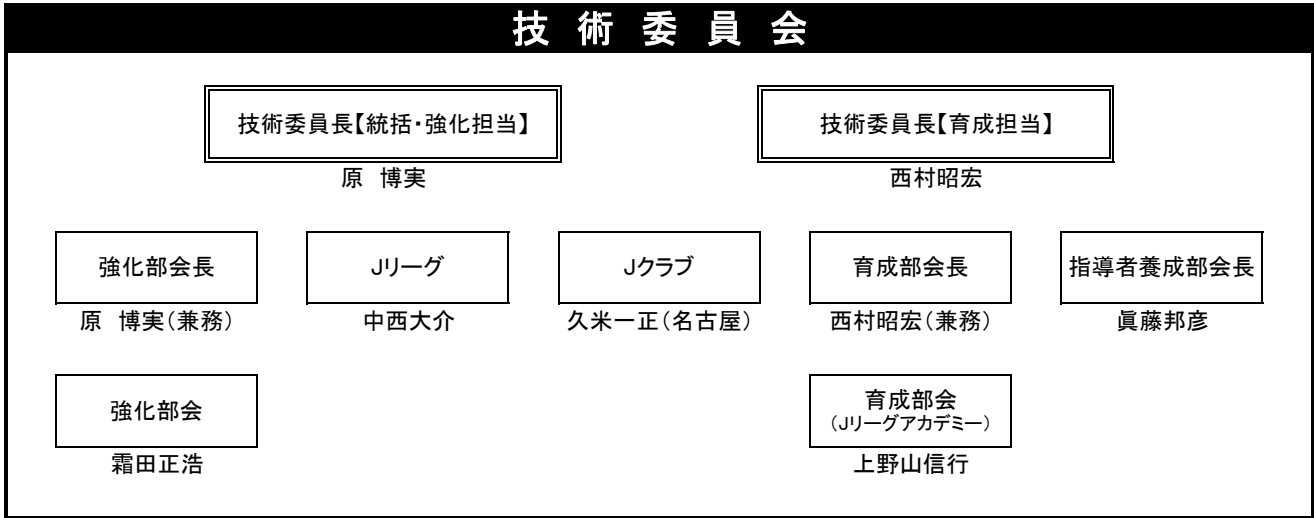 技術委員会
技術委員長【統括・強化担当】
技術委員長【育成担当】
原 博実
西村昭宏
強化部会長
Jリーグ
Jクラブ
育成部会長
指導者養成部会長
原 博実(兼務)
中西大介
久米一正(名古屋)
西村昭宏(兼務)
眞藤邦彦
強化部会
育成部会
(Jリーグアカデミー)
霜田正浩
上野山信行